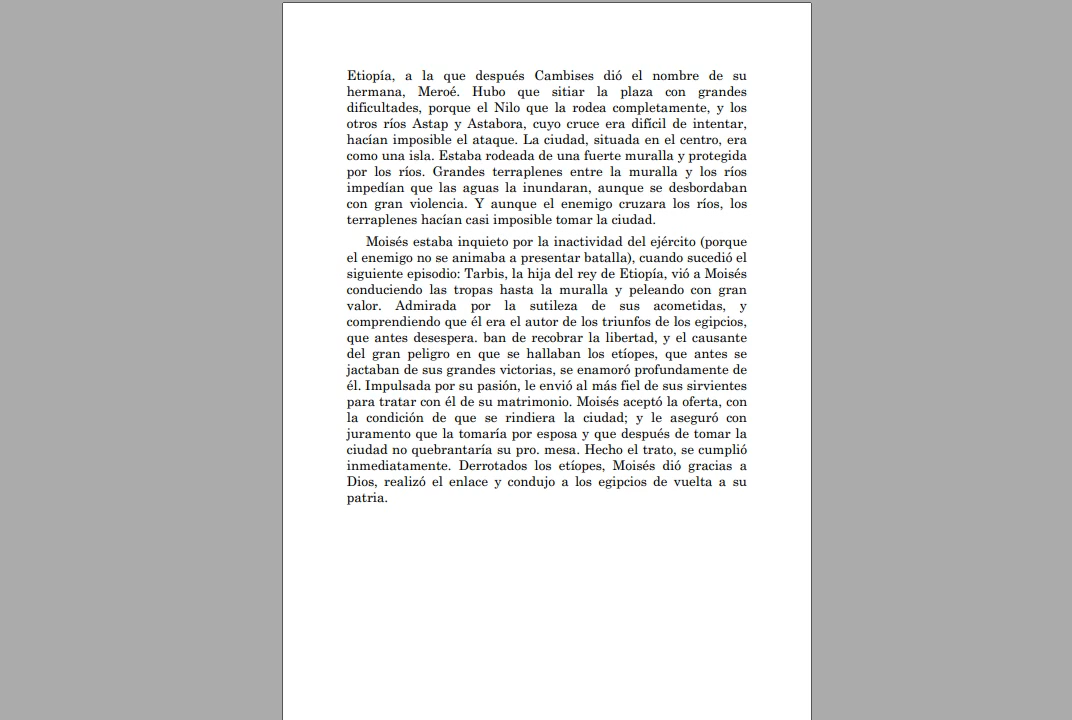 Etiopía, a la que después Cambises dió el nombre de su
hermana, Meroé. Hubo que sitiar la plaza con grandes
dificultades, porque el Nilo que la rodea completamente, y los
otros ríos Astap y Astabora, cuyo cruce era difícil de intentar,
hacían imposible el ataque. La ciudad, situada en el centro, era
como una isla. Estaba rodeada de una fuerte muralla y protegida
por los ríos. Grandes terraplenes entre la muralla y los ríos
impedían que las aguas la inundaran, aunque se desbordaban
con gran violencia. Y aunque el enemigo cruzara los ríos, los
terraplenes hacían casi imposible tomar la ciudad.
Moisés estaba inquieto por la inactividad del ejército (porque
el enemigo no se animaba a presentar batalla), cuando sucedió el
siguiente episodio: Tarbis, la hija del rey de Etiopía, vió a Moisés
conduciendo las tropas hasta la muralla y peleando con gran
valor. Admirada por la sutileza de sus acometidas, y
comprendiendo que él era el autor de los triunfos de los egipcios,
que antes desespera. ban de recobrar la libertad, y el causante
del gran peligro en que se hallaban los etíopes, que antes se
jactaban de sus grandes victorias, se enamoró profundamente de
él. Impulsada por su pasión, le envió al más fiel de sus sirvientes
para tratar con él de su matrimonio. Moisés aceptó la oferta, con
la condición de que se rindiera la ciudad; y le aseguró con
juramento que la tomaría por esposa y que después de tomar la
ciudad no quebrantaría su pro. mesa. Hecho el trato, se cumplió
inmediatamente. Derrotados los etíopes, Moisés dió gracias a
Dios, realizó el enlace y condujo a los egipcios de vuelta a su
patria.